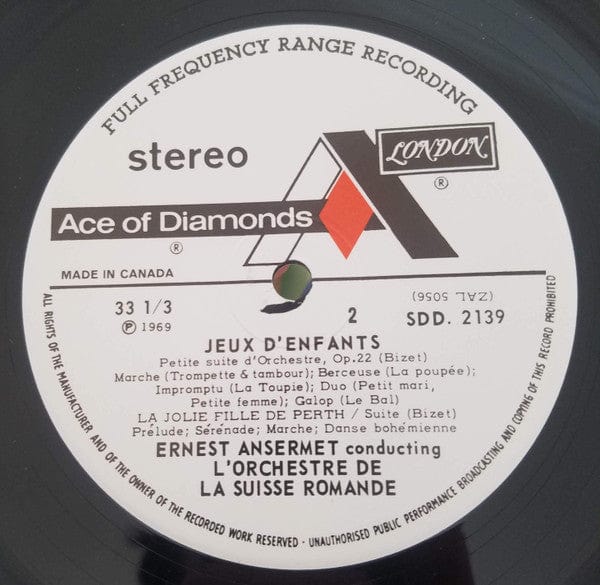 FULL FREQUENCY RANGE RECORDING
stereo
LONDON
®
Ace of Diamonds
®
MADE IN CANADA
33 1/3
℗ 1969
2
(ZAL 5056)
SDD. 2139
JEUX D'ENFANTS
Petite suite d'Orchestre, Op.22 (Bizet)
Marche (Trompette & tambour); Berceuse (La poupée);
Impromptu (La Toupie); Duo (Petit mari,
Petite femme); Galop (Le Bal)
LA JOLIE FILLE DE PERTH / Suite (Bizet)
Prélude; Sérénade; Marche; Danse bohémienne
ERNEST ANSERMET conducting
L'ORCHESTRE DE
LA SUISSE ROMANDE
ALL RIGHTS OF THE MANUFACTURER AND OF THE OWNER OF THE RECORDED WORK RESERVED · UNAUTHORISED PUBLIC PERFORMANCE BROADCASTING AND COPYING OF THIS RECORD PROHIBITED